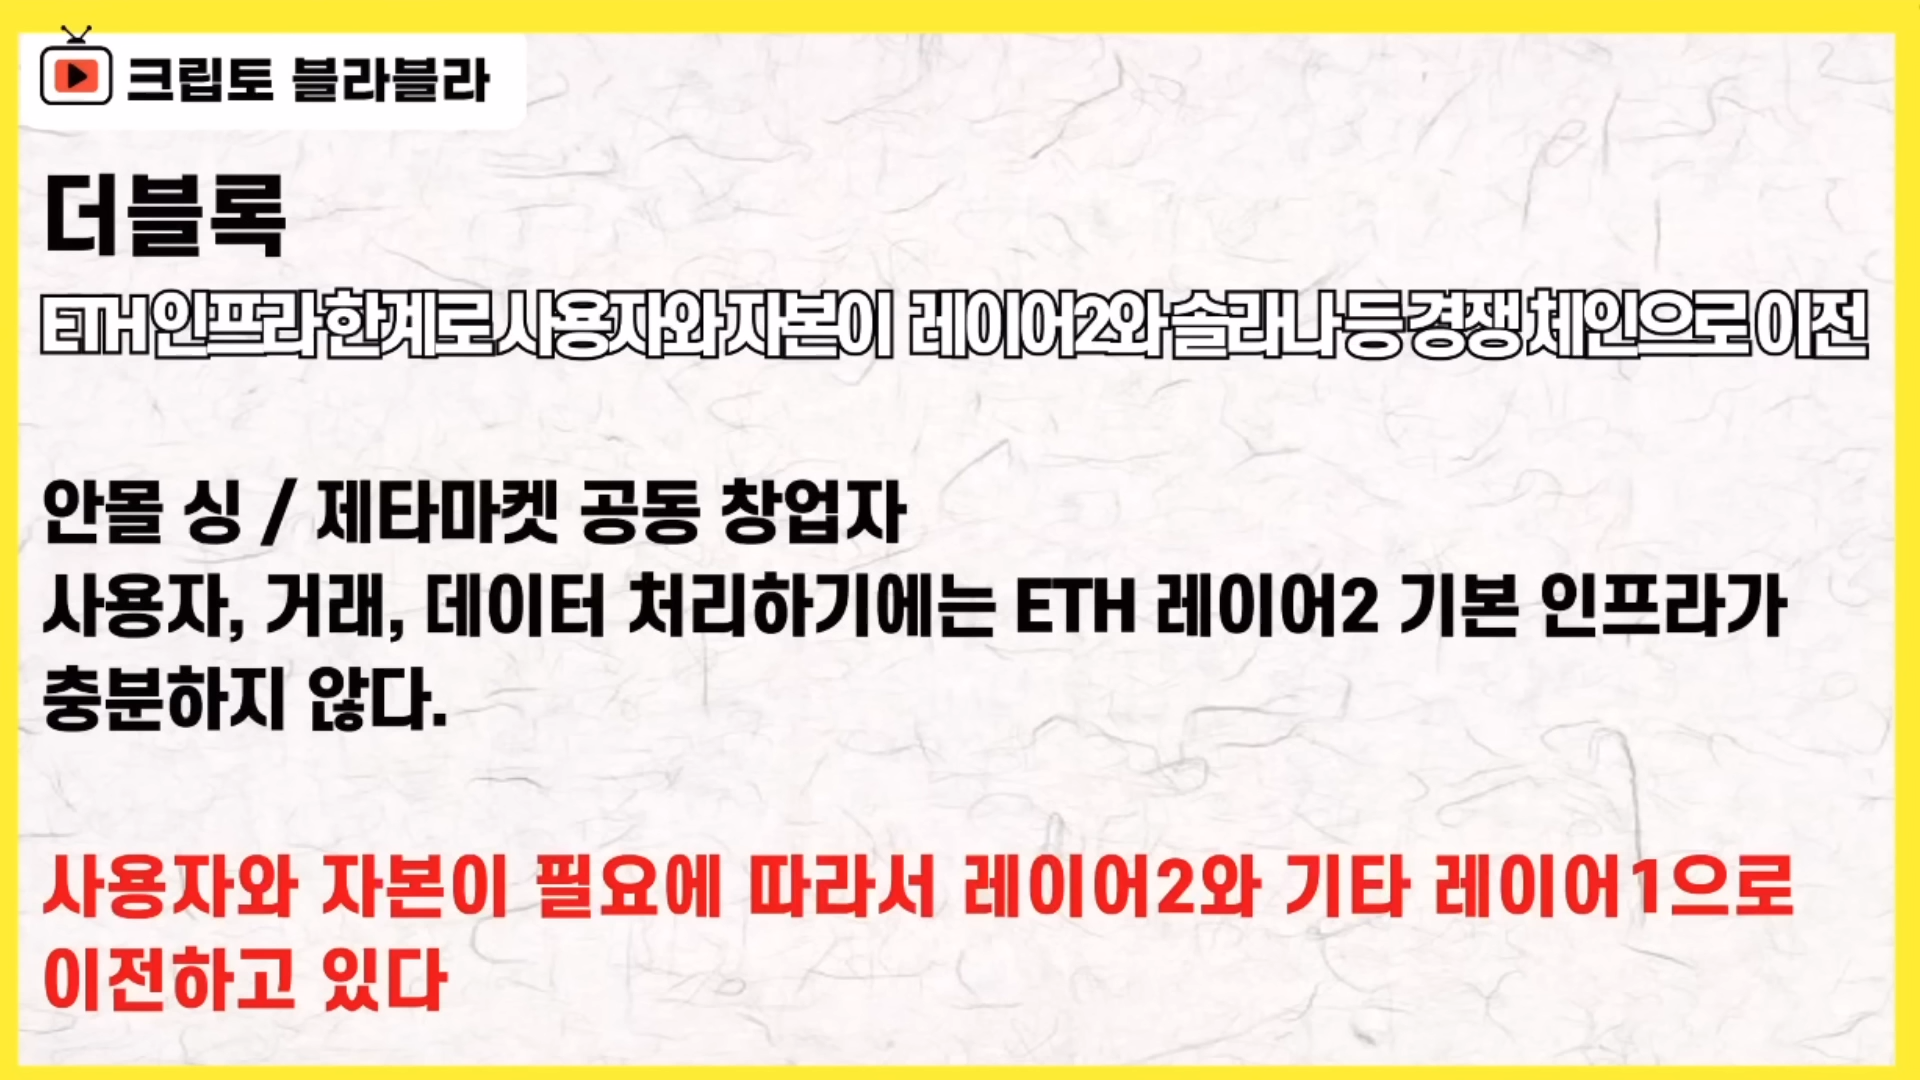 크립토 블라블라
더블록
ETH 인프라 한계로 사용자와 자본이 레이어2와 솔라나 등 경쟁 체인으로 이전
안몰 싱 / 제타마켓 공동 창업자
사용자, 거래, 데이터 처리하기에는 ETH 레이어2 기본 인프라가
충분하지 않다.
사용자와 자본이 필요에 따라서 레이어2와 기타 레이어1으로
이전하고 있다